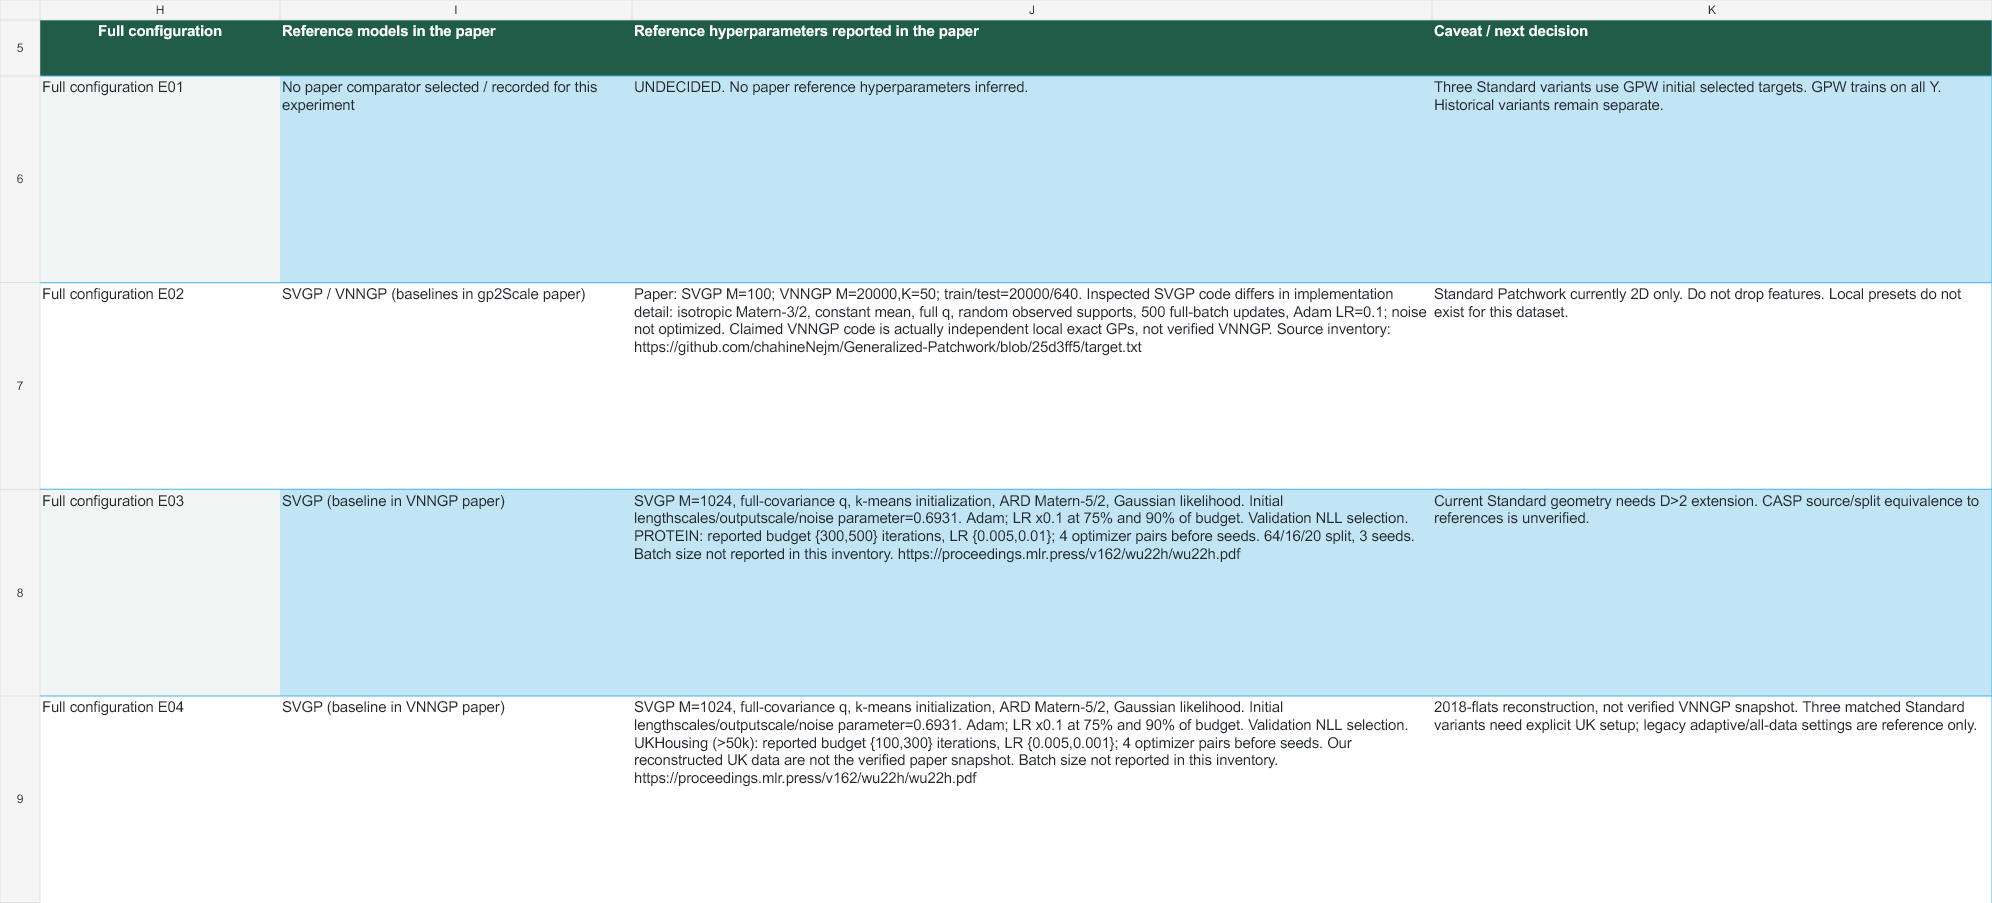 H I J K
5 Full configuration Reference models in the paper Reference hyperparameters reported in the paper Caveat / next decision
6
Full configuration E01
No paper comparator selected / recorded for this
experiment
UNDECIDED. No paper reference hyperparameters inferred.
Three Standard variants use GPW initial selected targets. GPW trains on all Y.
Historical variants remain separate.
7
Full configuration E02
SVGP / VNNGP (baselines in gp2Scale paper)
Paper: SVGP M=100; VNNGP M=20000,K=50; train/test=20000/640. Inspected SVGP code differs in implementation
detail: isotropic Matern-3/2, constant mean, full q, random observed supports, 500 full-batch updates, Adam LR=0.1; noise
not optimized. Claimed VNNGP code is actually independent local exact GPs, not verified VNNGP. Source inventory:
https://github.com/chahineNejm/Generalized-Patchwork/blob/25d3ff5/target.txt
Standard Patchwork currently 2D only. Do not drop features. Local presets do not
exist for this dataset.
8
Full configuration E03
SVGP (baseline in VNNGP paper)
SVGP M=1024, full-covariance q, k-means initialization, ARD Matern-5/2, Gaussian likelihood. Initial
lengthscales/outputscale/noise parameter=0.6931. Adam; LR x0.1 at 75% and 90% of budget. Validation NLL selection.
PROTEIN: reported budget {300,500} iterations, LR {0.005,0.01}; 4 optimizer pairs before seeds. 64/16/20 split, 3 seeds.
Batch size not reported in this inventory. https://proceedings.mlr.press/v162/wu22h/wu22h.pdf
Current Standard geometry needs D>2 extension. CASP source/split equivalence to
references is unverified.
9
Full configuration E04
SVGP (baseline in VNNGP paper)
SVGP M=1024, full-covariance q, k-means initialization, ARD Matern-5/2, Gaussian likelihood. Initial
lengthscales/outputscale/noise parameter=0.6931. Adam; LR x0.1 at 75% and 90% of budget. Validation NLL selection.
UKHousing (>50k): reported budget {100,300} iterations, LR {0.005,0.001}; 4 optimizer pairs before seeds. Our
reconstructed UK data are not the verified paper snapshot. Batch size not reported in this inventory.
https://proceedings.mlr.press/v162/wu22h/wu22h.pdf
2018-flats reconstruction, not verified VNNGP snapshot. Three matched Standard
variants need explicit UK setup; legacy adaptive/all-data settings are reference only.